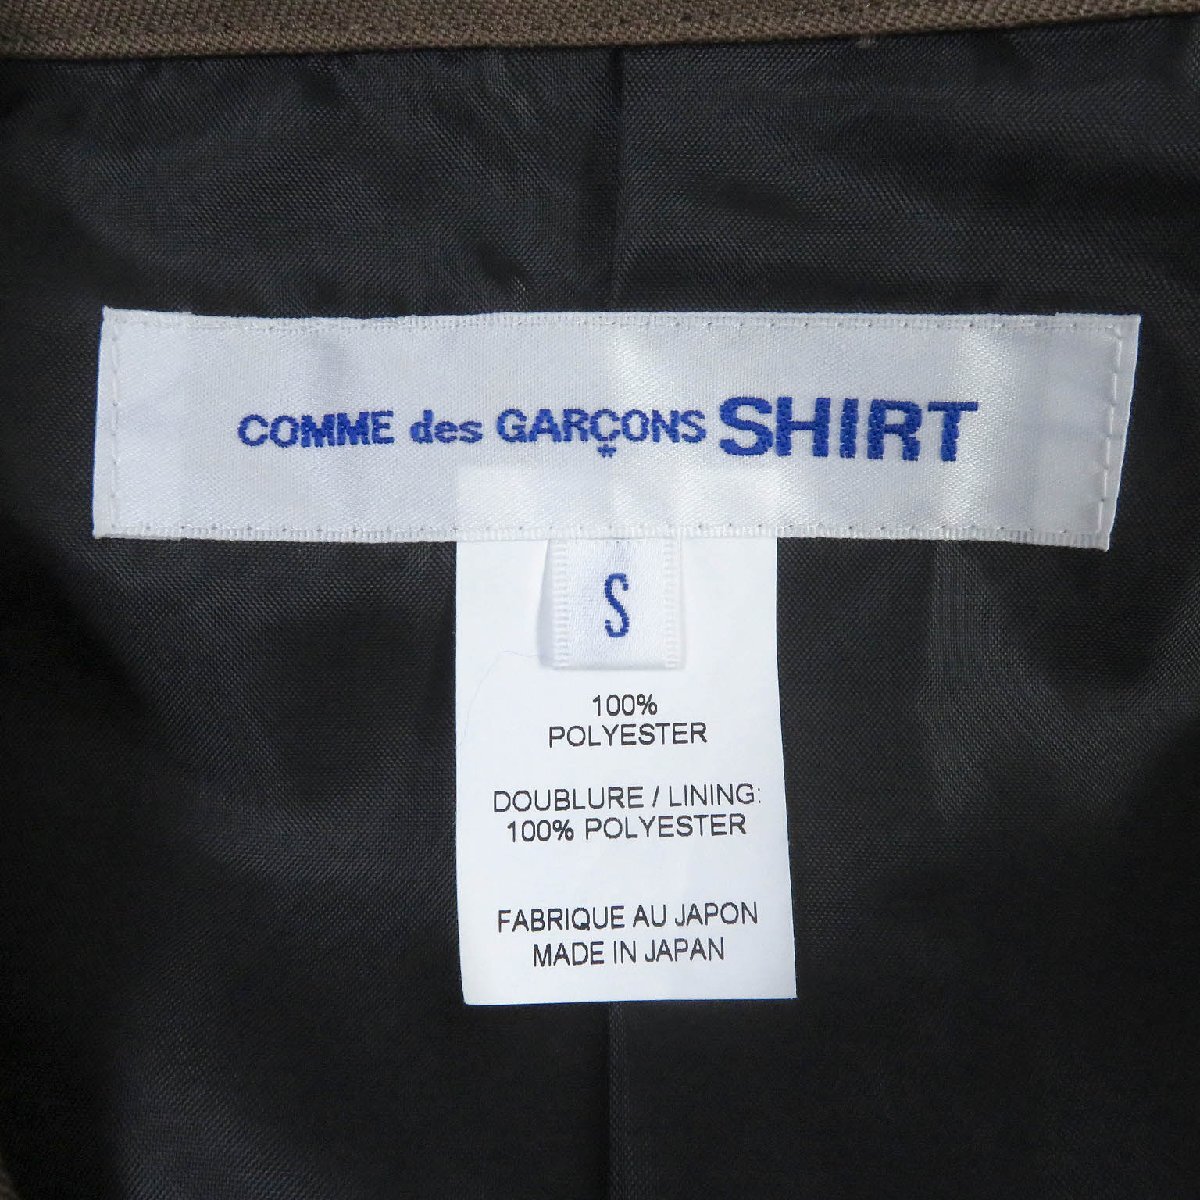 COMME des GARÇONS SHIRT
S
100%
POLYESTER
DOUBLURE / LINING:
100% POLYESTER
FABRIQUE AU JAPON
MADE IN JAPAN